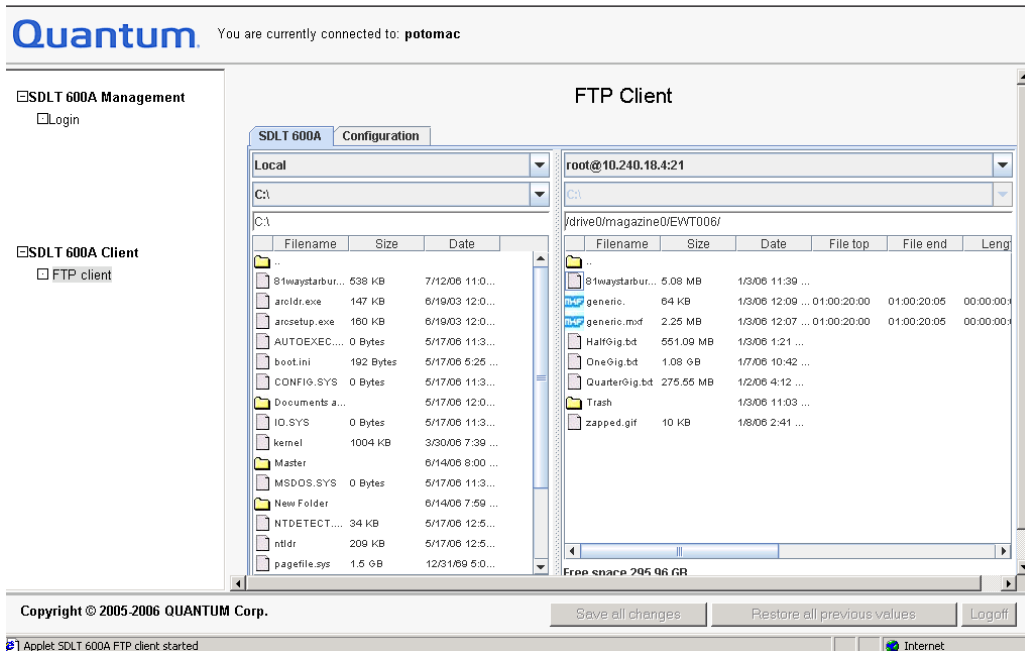 Quantum. You are currently connected to: potomac
SDLT 600A Management
Login
SDLT 600A Client
FTP client
FTP Client
SDLT 600A Configuration
Local
C:\
C:\
Filename Size Date
..
81waystarbur... 538 KB 7/12/06 11:0...
arcldr.exe 147 KB 6/19/03 12:0...
arcsetup.exe 160 KB 6/19/03 12:0...
AUTOEXEC.... 0 Bytes 5/17/06 11:3...
boot.ini 192 Bytes 5/17/06 5:25 ...
CONFIG.SYS 0 Bytes 5/17/06 11:3...
Documents a... 5/17/06 12:0...
IO.SYS 0 Bytes 5/17/06 11:3...
kernel 1004 KB 3/30/06 7:39 ...
Master 6/14/06 8:00 ...
MSDOS.SYS 0 Bytes 5/17/06 11:3...
New Folder 6/14/06 7:59 ...
NTDETECT.... 34 KB 5/17/06 12:5...
ntldr 209 KB 5/17/06 12:5...
pagefile.sys 1.5 GB 12/31/69 5:0...
root@10.240.18.4:21
C:\
/drive0/magazine0/EWT006/
Filename Size Date File top File end Leng
..
81waystarbur... 5.08 MB 1/3/06 11:39 ...
MXF generic. 64 KB 1/3/06 12:09 ... 01:00:20:00 01:00:20:05 00:00:00:
MXF generic.mxf 2.25 MB 1/3/06 12:07 ... 01:00:20:00 01:00:20:05 00:00:00:
HalfGig.txt 551.09 MB 1/3/06 1:21 ...
OneGig.txt 1.08 GB 1/7/06 10:42 ...
QuarterGig.txt 275.55 MB 1/2/06 4:12 ...
Trash 1/3/06 11:03 ...
zapped.gif 10 KB 1/8/06 2:41 ...
Free space 295.96 GB
Copyright © 2005-2006 QUANTUM Corp. Save all changes Restore all previous values Logoff
Applet SDLT 600A FTP client started Internet